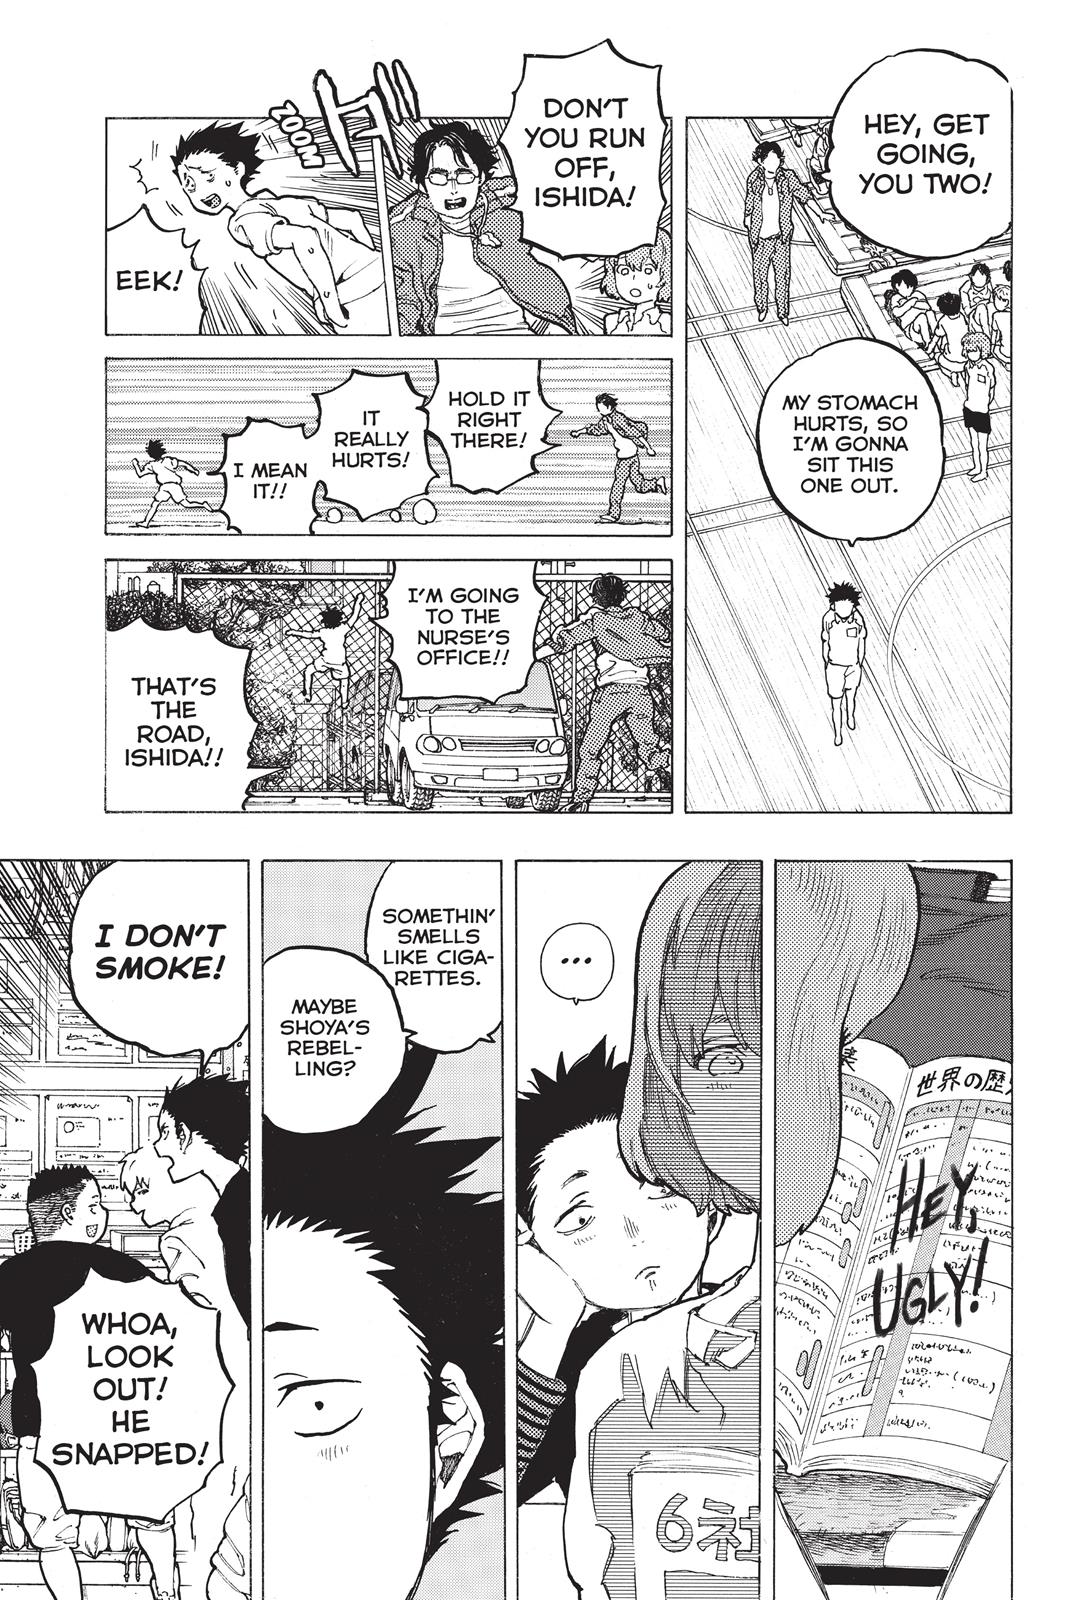 HEY, GET
GOING,
YOU TWO!
MY STOMACH
HURTS, SO
I'M GONNA
SIT THIS
ONE OUT.
DON'T
YOU RUN
OFF,
ISHIDA!
ZOOM
EEK!
HOLD IT
RIGHT
THERE!
IT
REALLY
HURTS!
I MEAN
IT!!
I'M GOING
TO THE
NURSE'S
OFFICE!!
THAT'S
THE
ROAD,
ISHIDA!!
世界の歴
HEY,
UGLY!
...
6社
SOMETHIN'
SMELLS
LIKE CIGA-
RETTES.
MAYBE
SHOYA'S
REBEL-
LING?
I DON'T
SMOKE!
WHOA,
LOOK
OUT!
HE
SNAPPED!